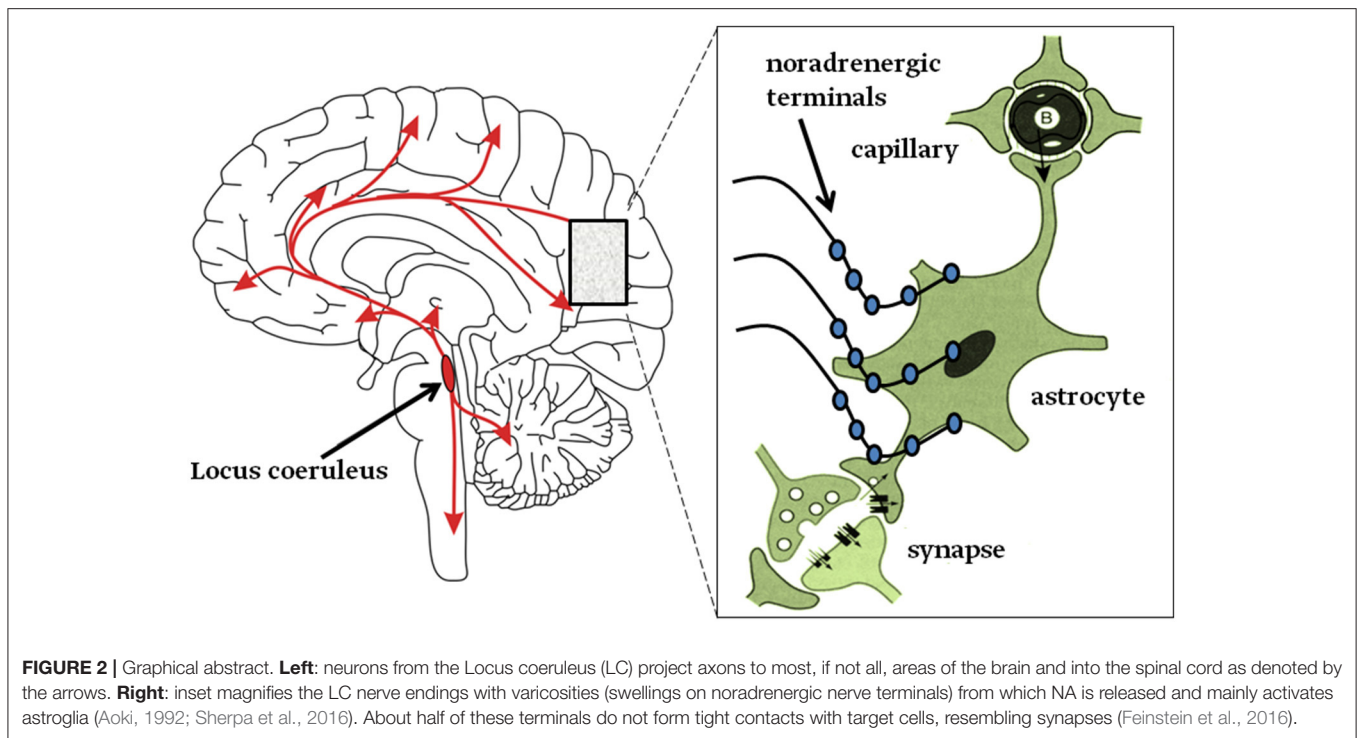 noradrenergic
terminals
capillary
B
astrocyte
Locus coeruleus
synapse
FIGURE 2 | Graphical abstract. Left: neurons from the Locus coeruleus (LC) project axons to most, if not all, areas of the brain and into the spinal cord as denoted by
the arrows. Right: inset magnifies the LC nerve endings with varicosities (swellings on noradrenergic nerve terminals) from which NA is released and mainly activates
astroglia (Aoki, 1992; Sherpa et al., 2016). About half of these terminals do not form tight contacts with target cells, resembling synapses (Feinstein et al., 2016).